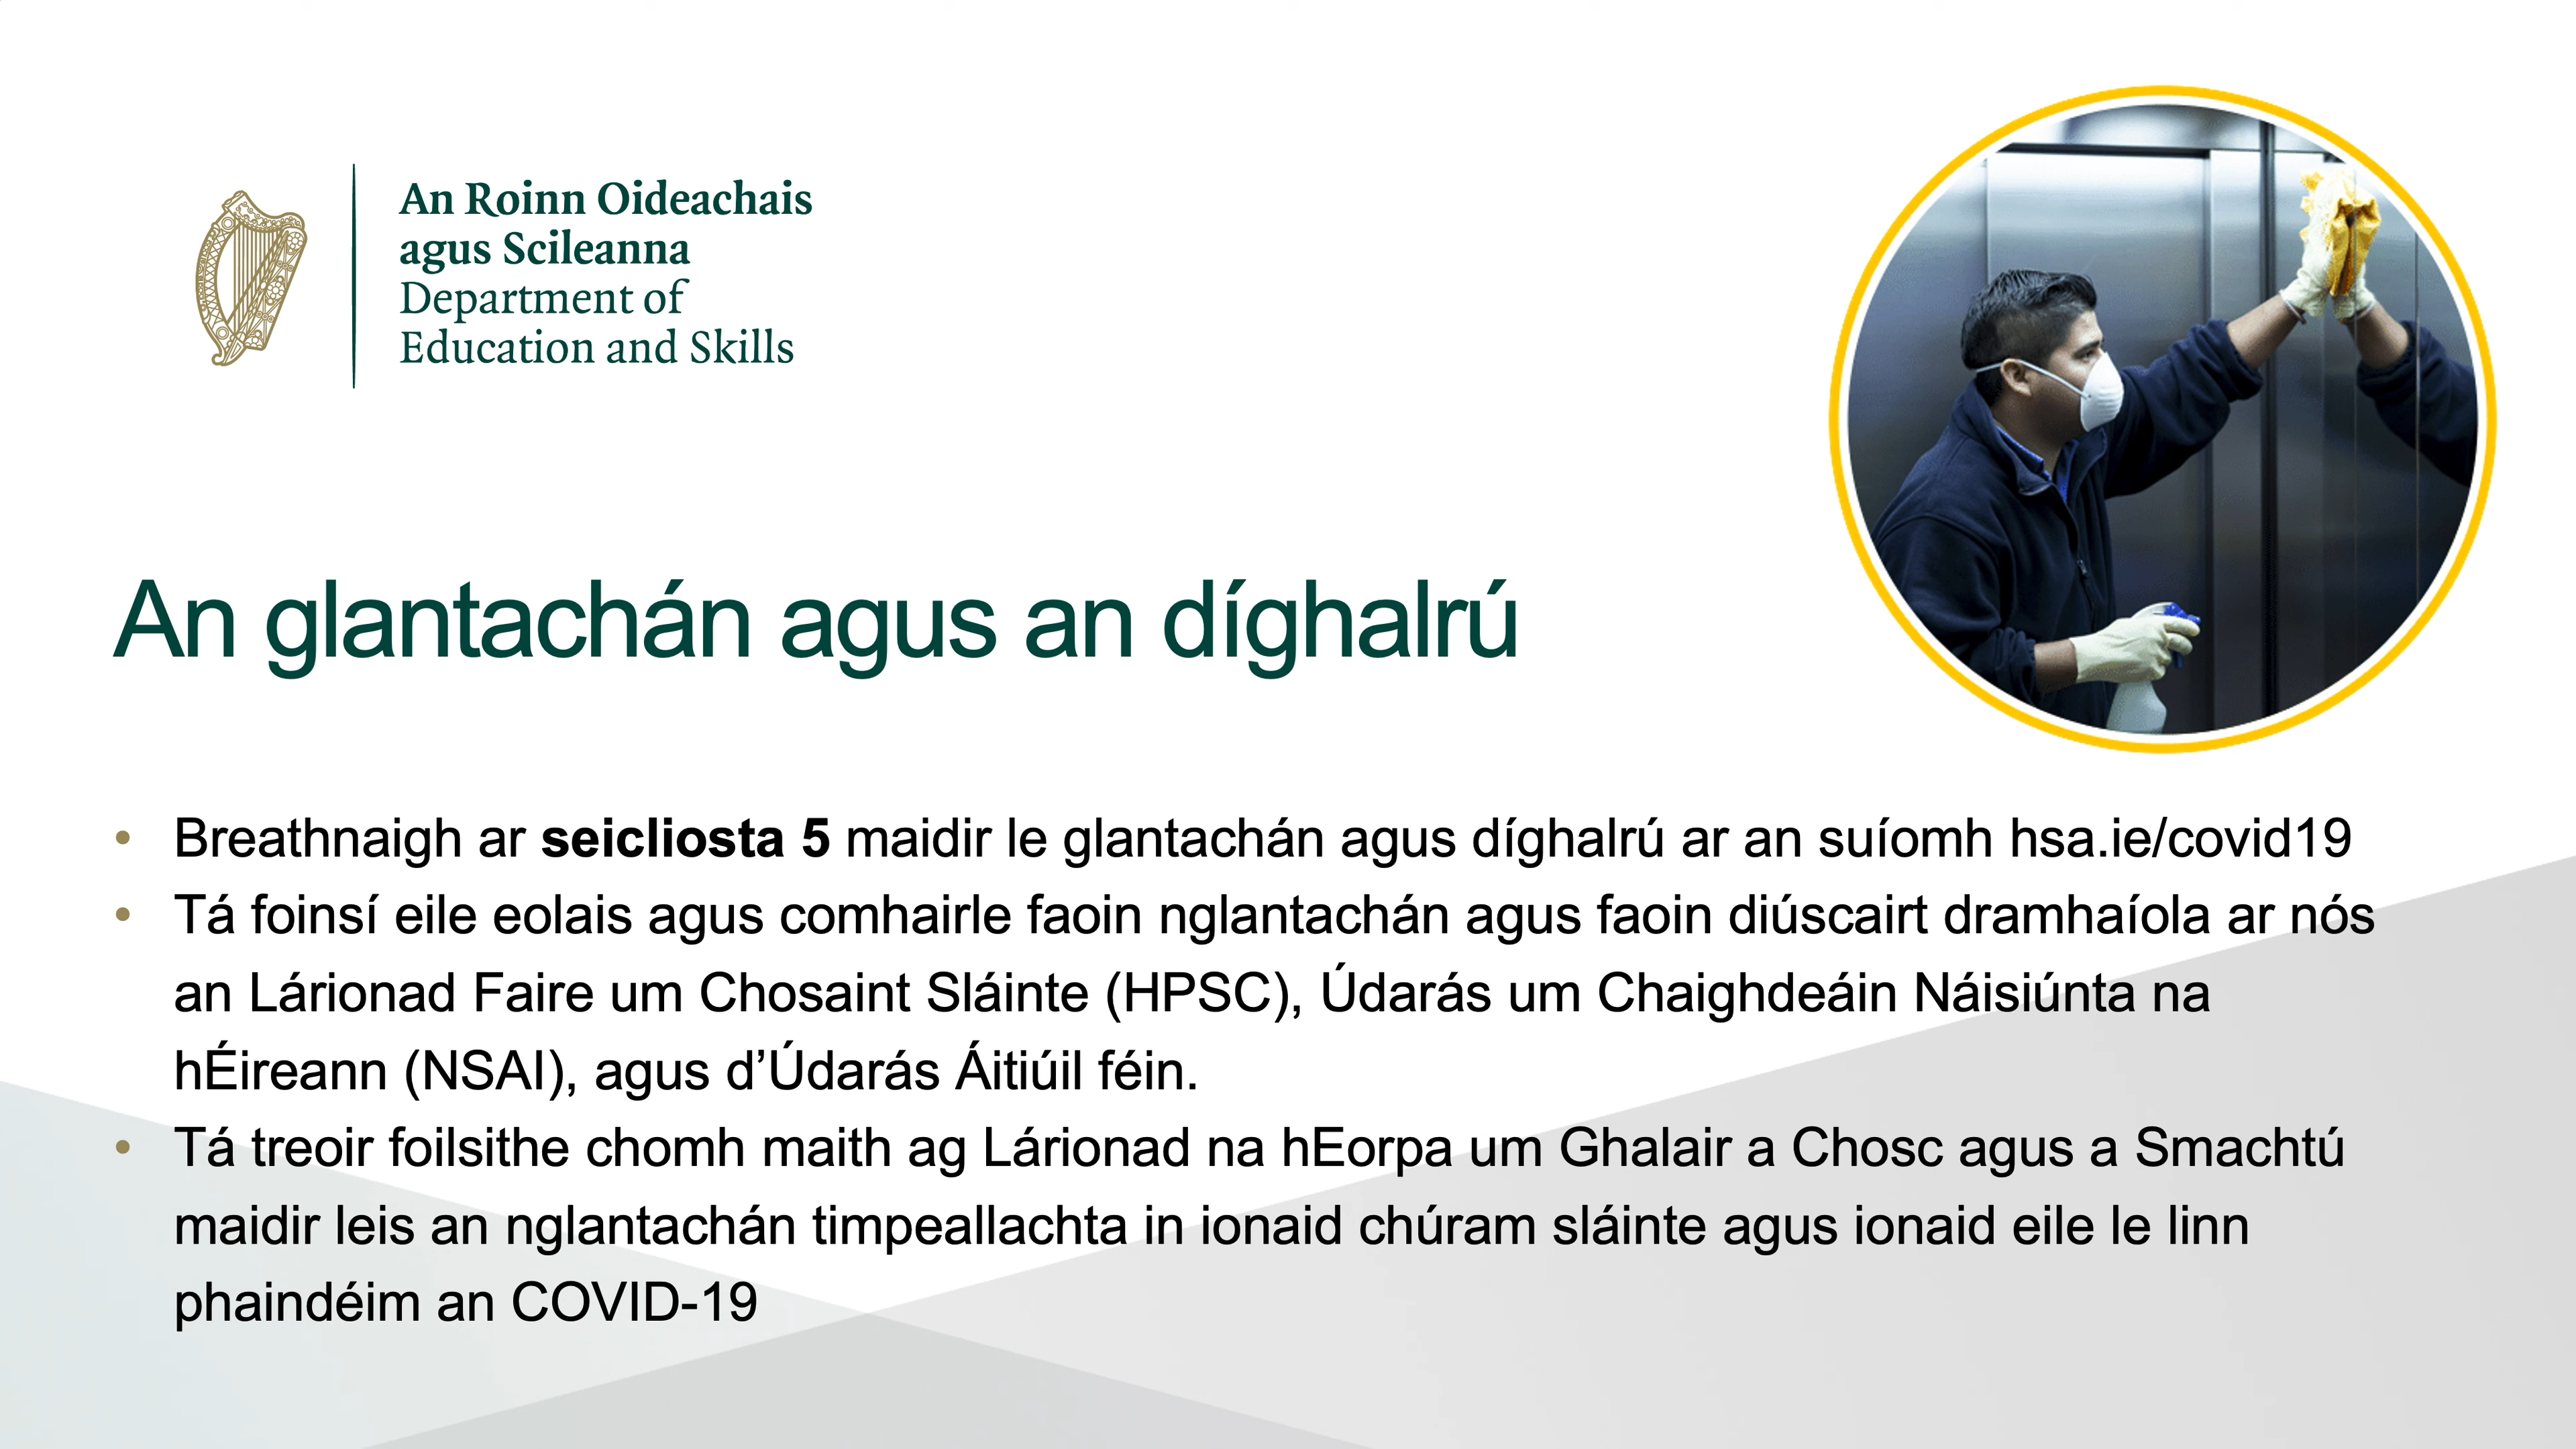 An Roinn Oideachais
agus Scileanna
Department of
Education and Skills
An glantachán agus an díghalrú
• Breathnaigh ar seicliosta 5 maidir le glantachán agus díghalrú ar an suíomh hsa.ie/covid19
• Tá foinsí eile eolais agus comhairle faoin nglantachán agus faoin diúscairt dramhaíola ar nós
an Lárionad Faire um Chosaint Sláinte (HPSC), Údarás um Chaighdeáin Náisiúnta na
hÉireann (NSAI), agus d’Údarás Áitiúil féin.
• Tá treoir foilsithe chomh maith ag Lárionad na hEorpa um Ghalair a Chosc agus a Smachtú
maidir leis an nglantachán timpeallachta in ionaid chúram sláinte agus ionaid eile le linn
phaindéim an COVID-19